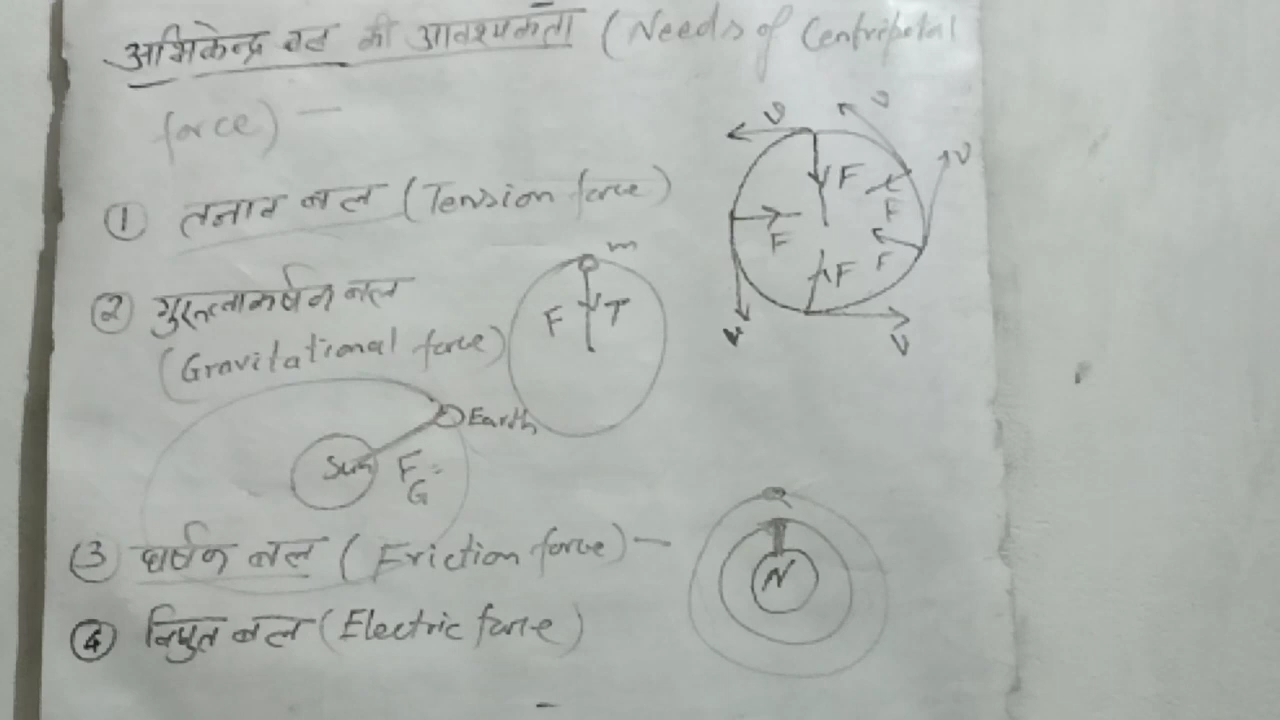 अभिकेन्द्र बल की आवश्यकता (Needs of Centripetal
force) —
① तनाव बल (Tension force)
② गुरुत्वाकर्षण बल
(Gravitational force)
③ घर्षण बल (Friction force) —
④ विद्युत बल (Electric force)
υ
υ
υ
F
F
F
F
F
υ
υ
m
F T
Earth
Sun
F
G
N